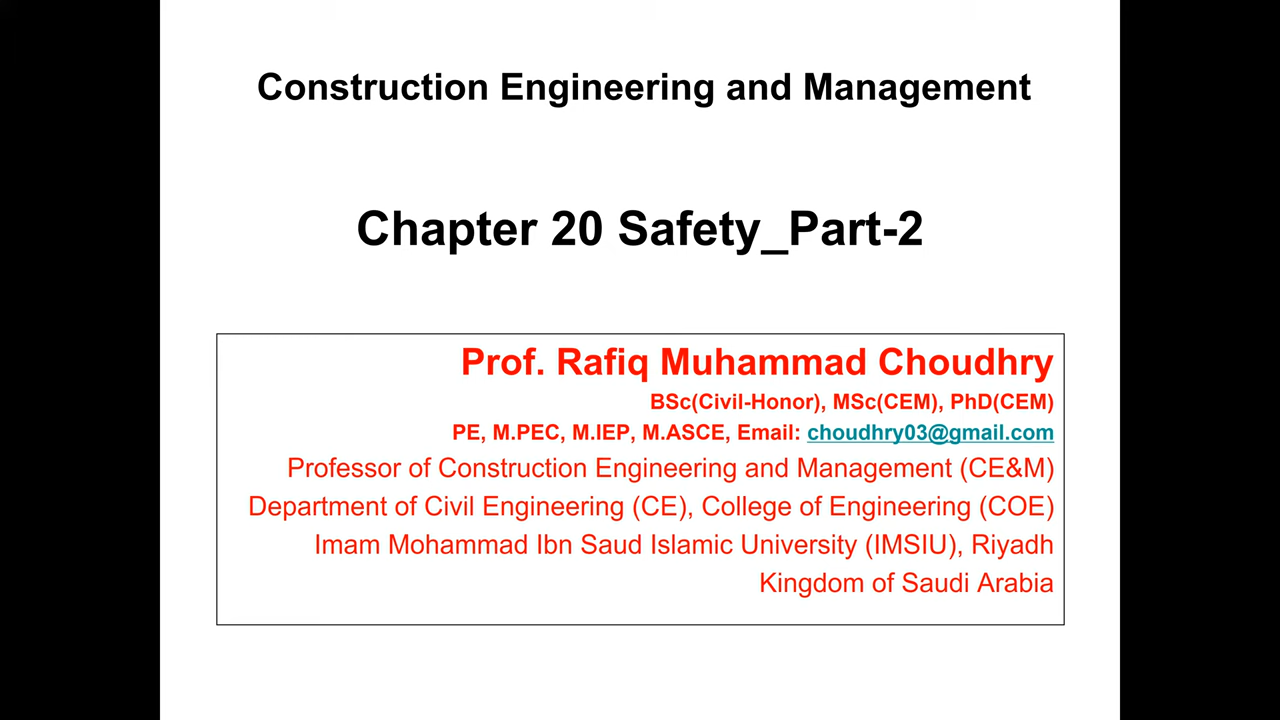 Construction Engineering and Management
Chapter 20 Safety_Part-2
Prof. Rafiq Muhammad Choudhry
BSc(Civil-Honor), MSc(CEM), PhD(CEM)
PE, M.PEC, M.IEP, M.ASCE, Email: choudhry03@gmail.com
Professor of Construction Engineering and Management (CE&M)
Department of Civil Engineering (CE), College of Engineering (COE)
Imam Mohammad Ibn Saud Islamic University (IMSIU), Riyadh
Kingdom of Saudi Arabia